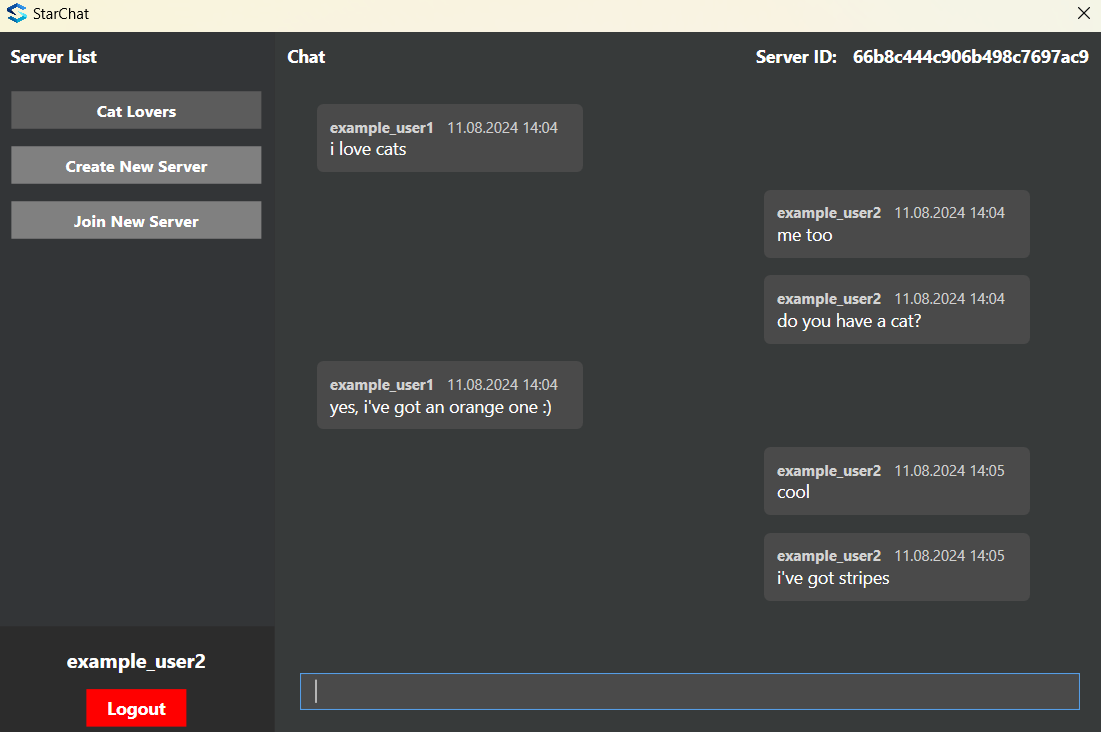 StarChat
Server List
Cat Lovers
Create New Server
Join New Server
example_user2
Logout
Chat
Server ID: 66b8c444c906b498c7697ac9
example_user1 11.08.2024 14:04
i love cats
example_user2 11.08.2024 14:04
me too
example_user2 11.08.2024 14:04
do you have a cat?
example_user1 11.08.2024 14:04
yes, i've got an orange one :)
example_user2 11.08.2024 14:05
cool
example_user2 11.08.2024 14:05
i've got stripes